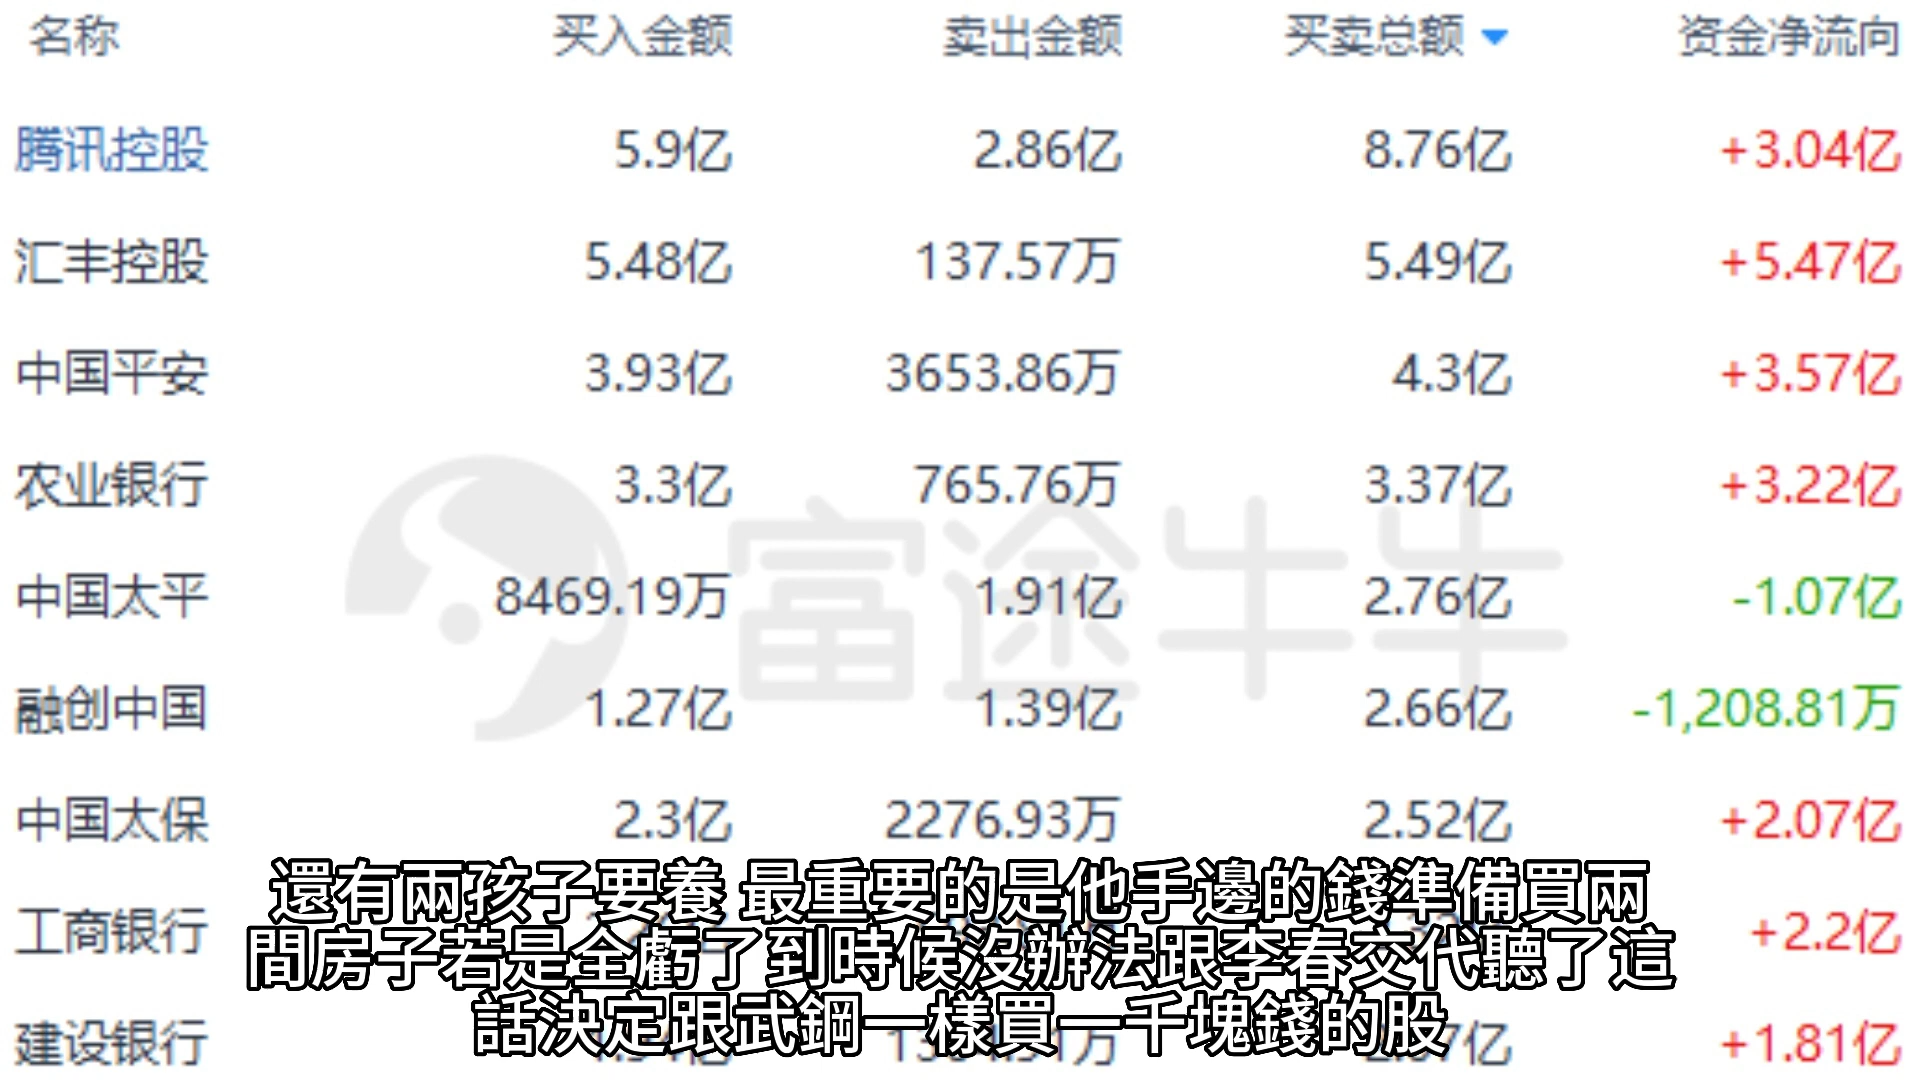 名称 买入金额 卖出金额 买卖总额 资金净流向
腾讯控股 5.9亿 2.86亿 8.76亿 +3.04亿
汇丰控股 5.48亿 137.57万 5.49亿 +5.47亿
中国平安 3.93亿 3653.86万 4.3亿 +3.57亿
农业银行 3.3亿 765.76万 3.37亿 +3.22亿
富途牛牛
中国太平 8469.19万 1.91亿 2.76亿 -1.07亿
融创中国 1.27亿 1.39亿 2.66亿 -1,208.81万
中国太保 2.3亿 2276.93万 2.52亿 +2.07亿
還有兩孩子要養 最重要的是他手邊的錢準備買兩
工商银行 +2.2亿
間房子若是全虧了到時候沒辦法跟李春交代聽了這
話決定跟武鋼一樣買一千塊錢的股
建设银行 +1.81亿